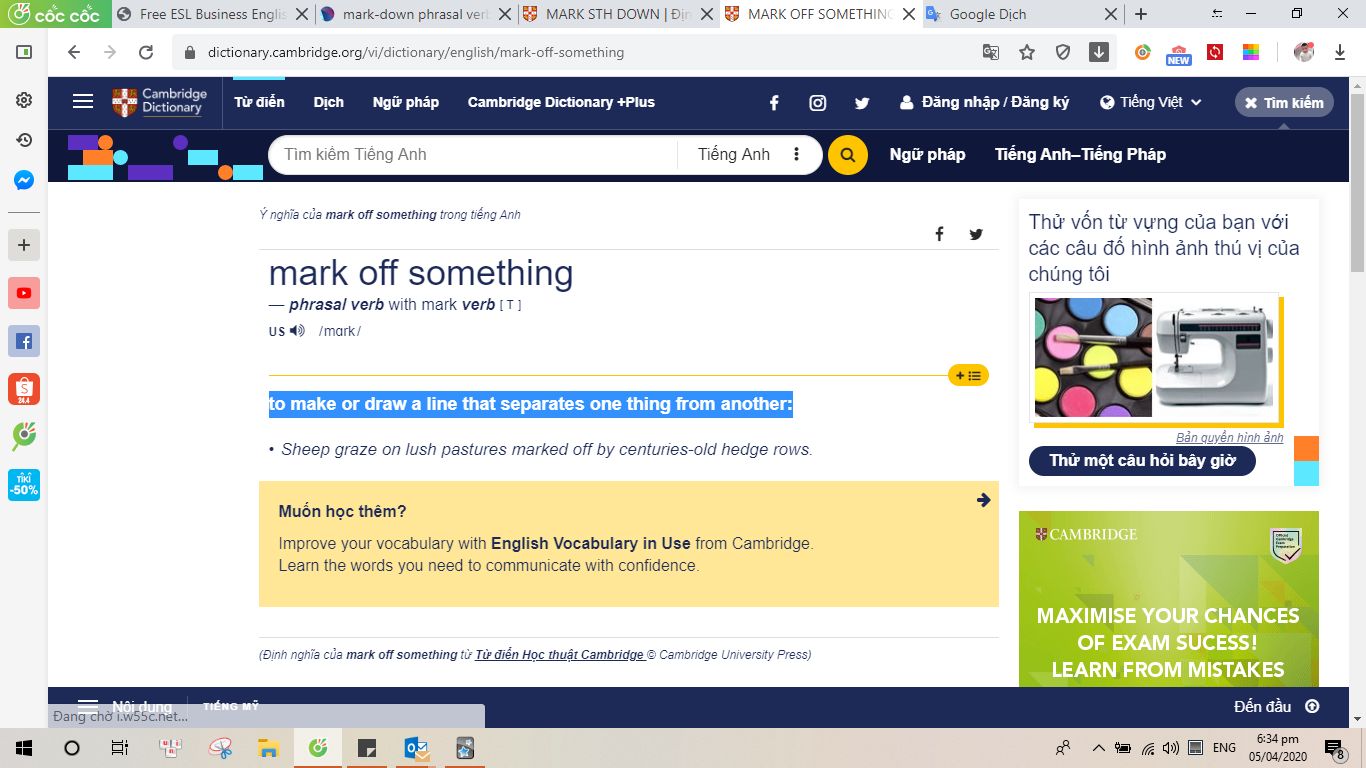 cốc cốc
Free ESL Business Englis
mark-down phrasal verb
MARK STH DOWN | Địn
MARK OFF SOMETHING
Google Dịch
dictionary.cambridge.org/vi/dictionary/english/mark-off-something
NEW
Cambridge
Dictionary
Từ điển
Dịch
Ngữ pháp
Cambridge Dictionary +Plus
Đăng nhập / Đăng ký
Tiếng Việt
Tìm kiếm
Tìm kiếm Tiếng Anh
Tiếng Anh
Ngữ pháp
Tiếng Anh–Tiếng Pháp
Ý nghĩa của mark off something trong tiếng Anh
mark off something
— phrasal verb with mark verb [ T ]
US /mɑrk/
to make or draw a line that separates one thing from another:
• Sheep graze on lush pastures marked off by centuries-old hedge rows.
Muốn học thêm?
Improve your vocabulary with English Vocabulary in Use from Cambridge.
Learn the words you need to communicate with confidence.
(Định nghĩa của mark off something từ Từ điển Học thuật Cambridge © Cambridge University Press)
Thử vốn từ vựng của bạn với
các câu đố hình ảnh thú vị của
chúng tôi
Bản quyền hình ảnh
Thử một câu hỏi bây giờ
CAMBRIDGE
MAXIMISE YOUR CHANCES
OF EXAM SUCESS!
LEARN FROM MISTAKES
S
24.4
TIKI
-50%
Nội dung
TIẾNG MỸ
Đến đầu
Đang chờ i.w55c.net...
ENG
6:34 pm
05/04/2020
8